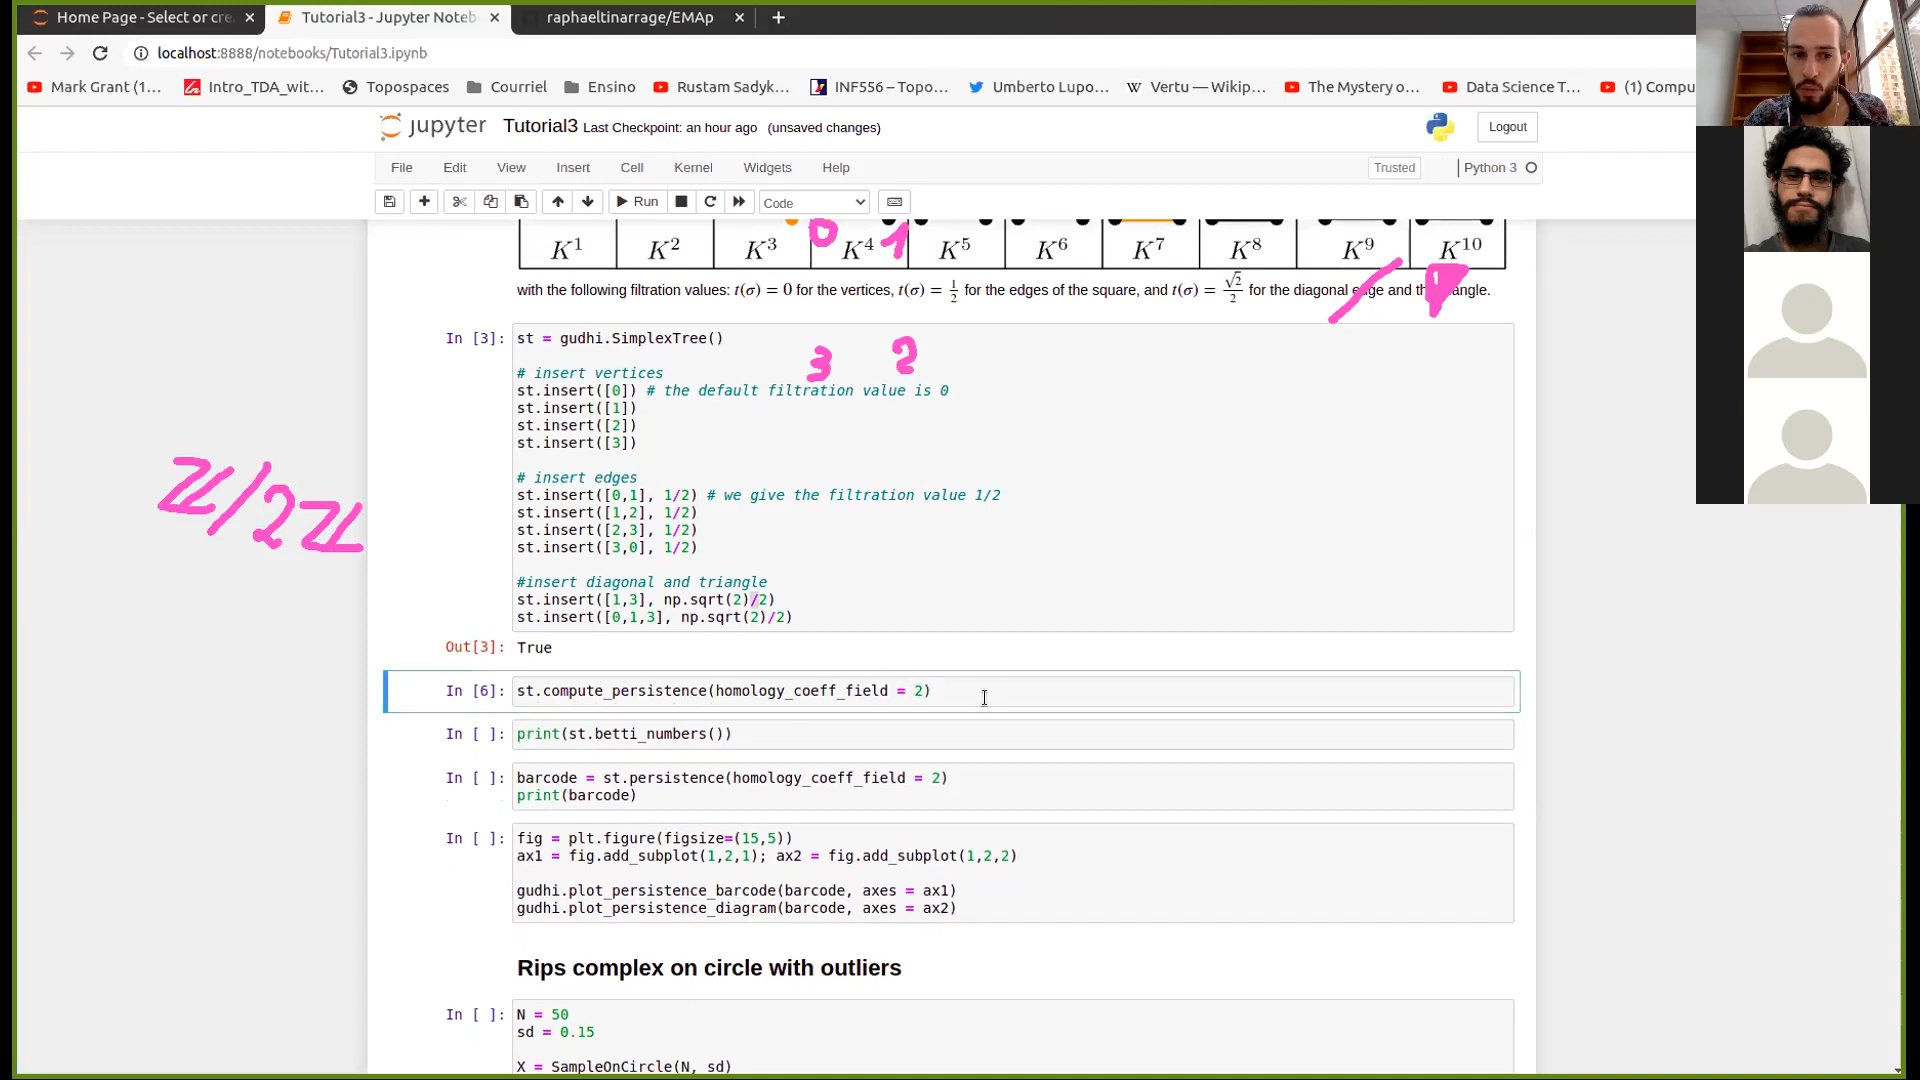 Home Page - Select or cre
Tutorial3 - Jupyter Noteb
raphaeltinarrage/EMAp
localhost:8888/notebooks/Tutorial3.ipynb
Mark Grant (1... Intro_TDA_wit... Topospaces Courriel Ensino Rustam Sadyk... INF556 – Topo... Umberto Lupo... Vertu — Wikip... The Mystery o... Data Science T... (1) Compu
jupyter Tutorial3 Last Checkpoint: an hour ago (unsaved changes) Logout
File Edit View Insert Cell Kernel Widgets Help Trusted Python 3
Run Code
0 1
K¹ K² K³ K⁴ K⁵ K⁶ K⁷ K⁸ K⁹ K¹⁰
with the following filtration values: t(σ) = 0 for the vertices, t(σ) = 1/2 for the edges of the square, and t(σ) = √2/2 for the diagonal edge and the triangle.
In [3]: st = gudhi.SimplexTree()
3 2
# insert vertices
st.insert([0]) # the default filtration value is 0
st.insert([1])
st.insert([2])
st.insert([3])
# insert edges
st.insert([0,1], 1/2) # we give the filtration value 1/2
st.insert([1,2], 1/2)
st.insert([2,3], 1/2)
st.insert([3,0], 1/2)
ℤ/2ℤ
#insert diagonal and triangle
st.insert([1,3], np.sqrt(2)/2)
st.insert([0,1,3], np.sqrt(2)/2)
Out[3]: True
In [6]: st.compute_persistence(homology_coeff_field = 2)
In [ ]: print(st.betti_numbers())
In [ ]: barcode = st.persistence(homology_coeff_field = 2)
print(barcode)
In [ ]: fig = plt.figure(figsize=(15,5))
ax1 = fig.add_subplot(1,2,1); ax2 = fig.add_subplot(1,2,2)
gudhi.plot_persistence_barcode(barcode, axes = ax1)
gudhi.plot_persistence_diagram(barcode, axes = ax2)
Rips complex on circle with outliers
In [ ]: N = 50
sd = 0.15
X = SampleOnCircle(N, sd)